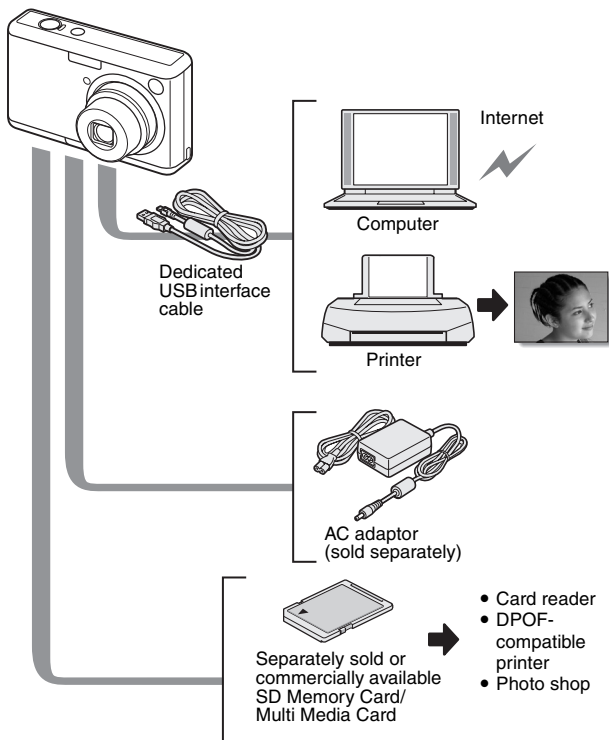 Internet
Computer
Dedicated
USB interface
cable
Printer
AC adaptor
(sold separately)
Separately sold or
commercially available
SD Memory Card/
Multi Media Card
• Card reader
• DPOF-
compatible
printer
• Photo shop